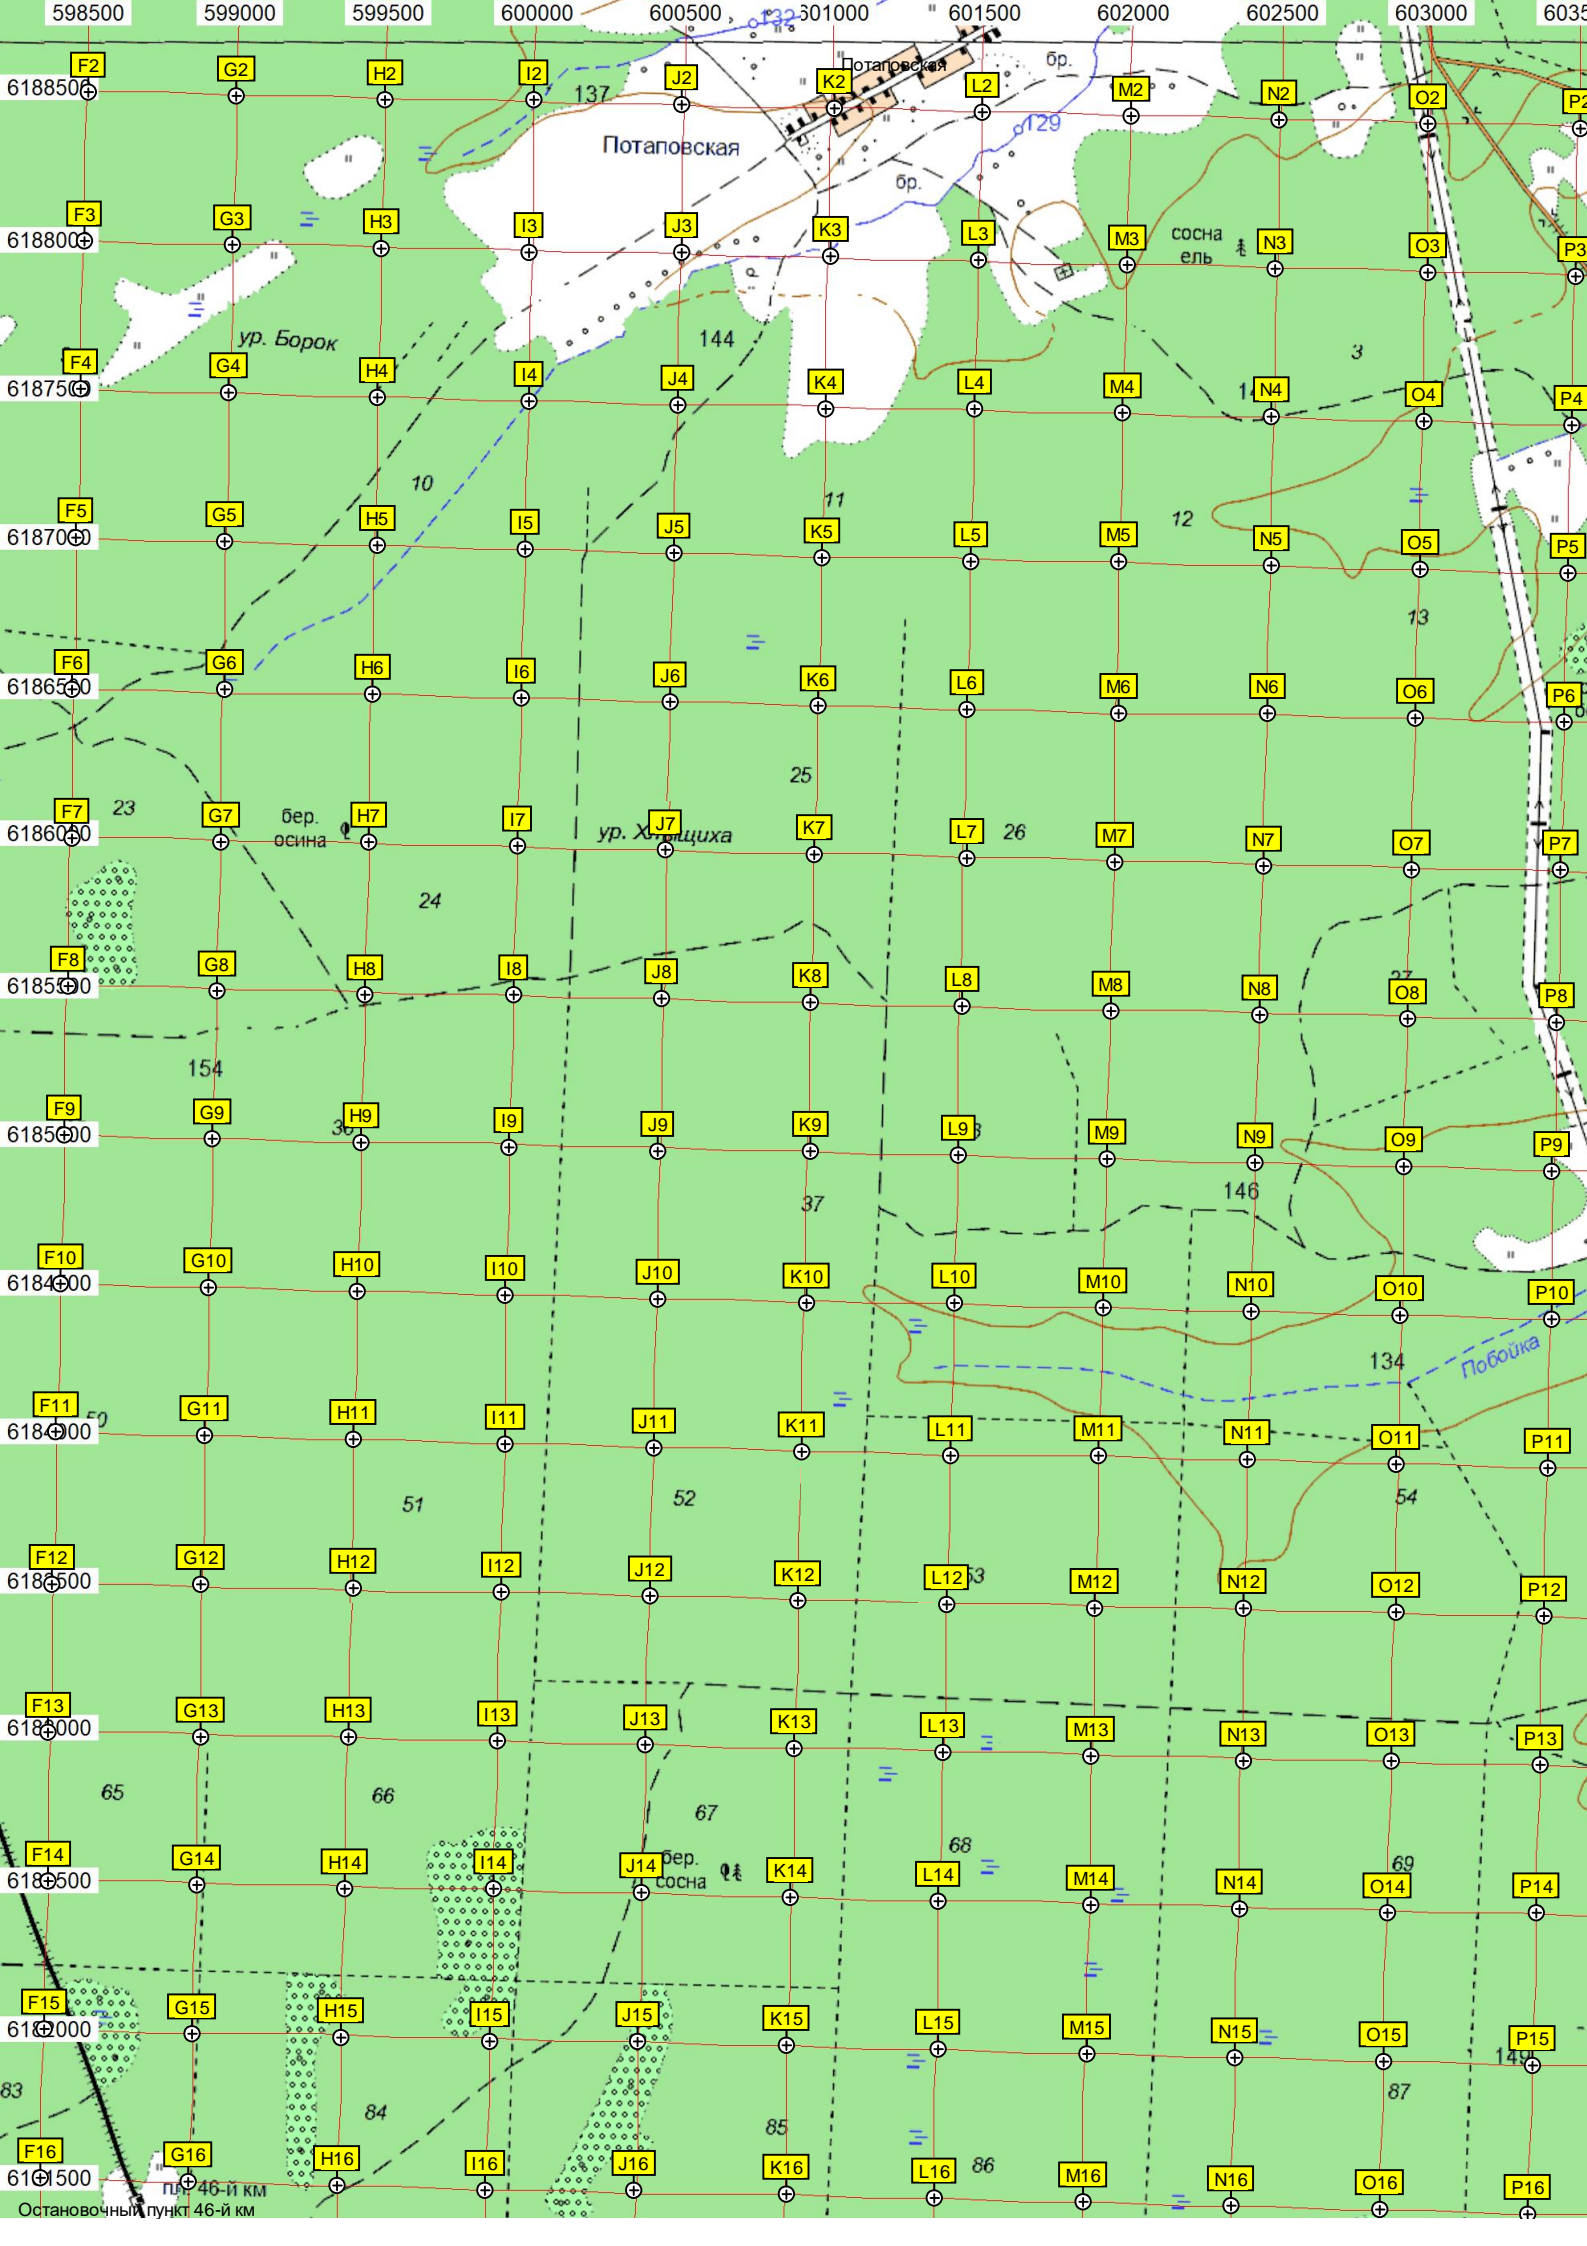 598500 599000 599500 600000 600500 601000 601500 602000 602500 603000
132
Потаповская
бр.
F2 G2 H2 I2 J2 K2 L2 M2 N2 O2 P2
137
129
Потаповская
бр.
F3 G3 H3 I3 J3 K3 L3 M3 N3 O3 P3
6188000
сосна
ель
ур. Борок
144
3
F4 G4 H4 I4 J4 K4 L4 M4 N4 O4 P4
10
11
12
F5 G5 H5 I5 J5 K5 L5 M5 N5 O5 P5
13
F6 G6 H6 I6 J6 K6 L6 M6 N6 O6 P6
25
23
бер.
осина
F7 G7 H7 I7 J7 K7 L7 M7 N7 O7 P7
26
24
F8 G8 H8 I8 J8 K8 L8 M8 N8 O8 P8
154
F9 G9 H9 I9 J9 K9 L9 M9 N9 O9 P9
37
146
F10 G10 H10 I10 J10 K10 L10 M10 N10 O10 P10
134
Побойка
F11 G11 H11 I11 J11 K11 L11 M11 N11 O11 P11
51
52
54
F12 G12 H12 I12 J12 K12 L12 M12 N12 O12 P12
F13 G13 H13 I13 J13 K13 L13 M13 N13 O13 P13
65
66
67
68
69
бер.
сосна
F14 G14 H14 I14 J14 K14 L14 M14 N14 O14 P14
F15 G15 H15 I15 J15 K15 L15 M15 N15 O15 P15
149
83
84
85
86
87
F16 G16 H16 I16 J16 K16 L16 M16 N16 O16 P16
46-й км
Остановочный пункт 46-й км